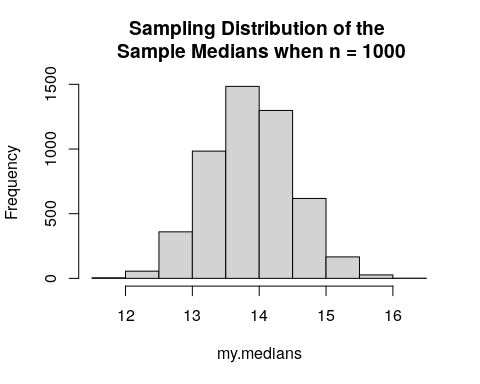 Sampling Distribution of the
Sample Medians when n = 1000
1500
1000
500
0
Frequency
12 13 14 15 16
my.medians